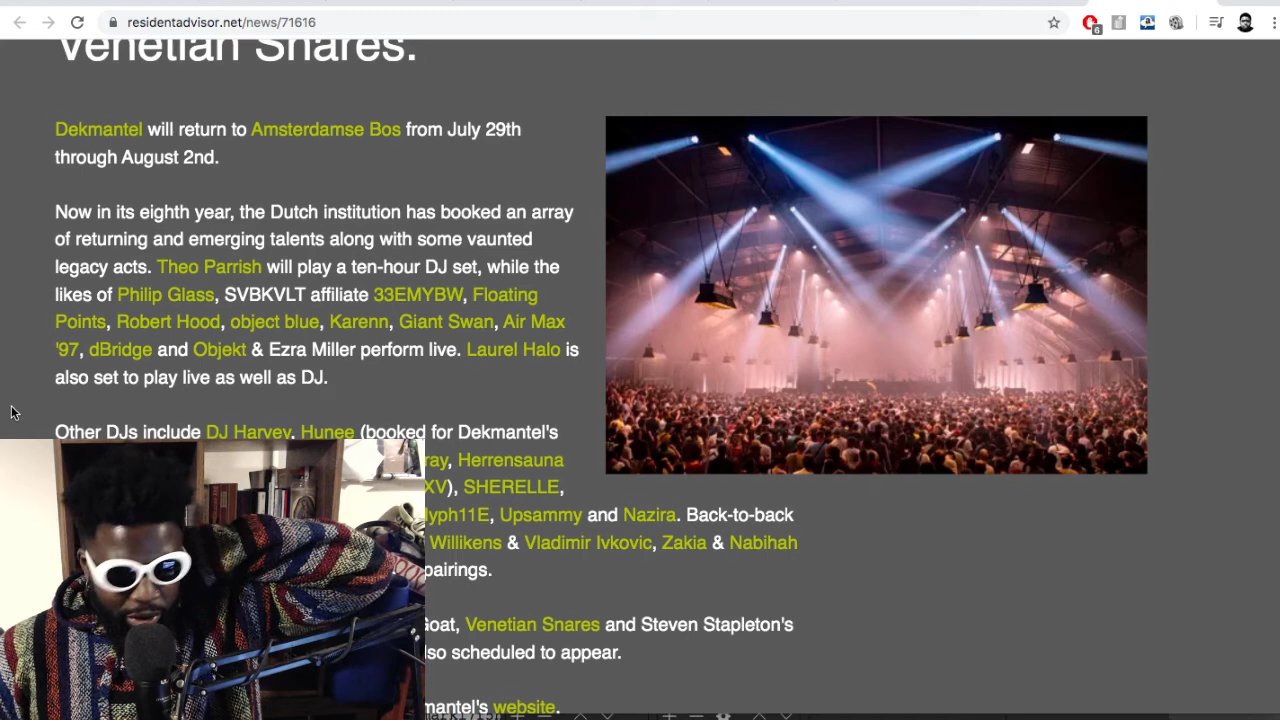 residentadvisor.net/news/71616
6
Venetian Snares.
Dekmantel will return to Amsterdamse Bos from July 29th
through August 2nd.
Now in its eighth year, the Dutch institution has booked an array
of returning and emerging talents along with some vaunted
legacy acts. Theo Parrish will play a ten-hour DJ set, while the
likes of Philip Glass, SVBKVLT affiliate 33EMYBW, Floating
Points, Robert Hood, object blue, Karenn, Giant Swan, Air Max
'97, dBridge and Objekt & Ezra Miller perform live. Laurel Halo is
also set to play live as well as DJ.
Other DJs include DJ Harvey, Hunee (booked for Dekmantel's
ray, Herrensauna
XV), SHERELLE,
lyph11E, Upsammy and Nazira. Back-to-back
Willikens & Vladimir Ivkovic, Zakia & Nabihah
pairings.
Goat, Venetian Snares and Steven Stapleton's
lso scheduled to appear.
mantel's website.